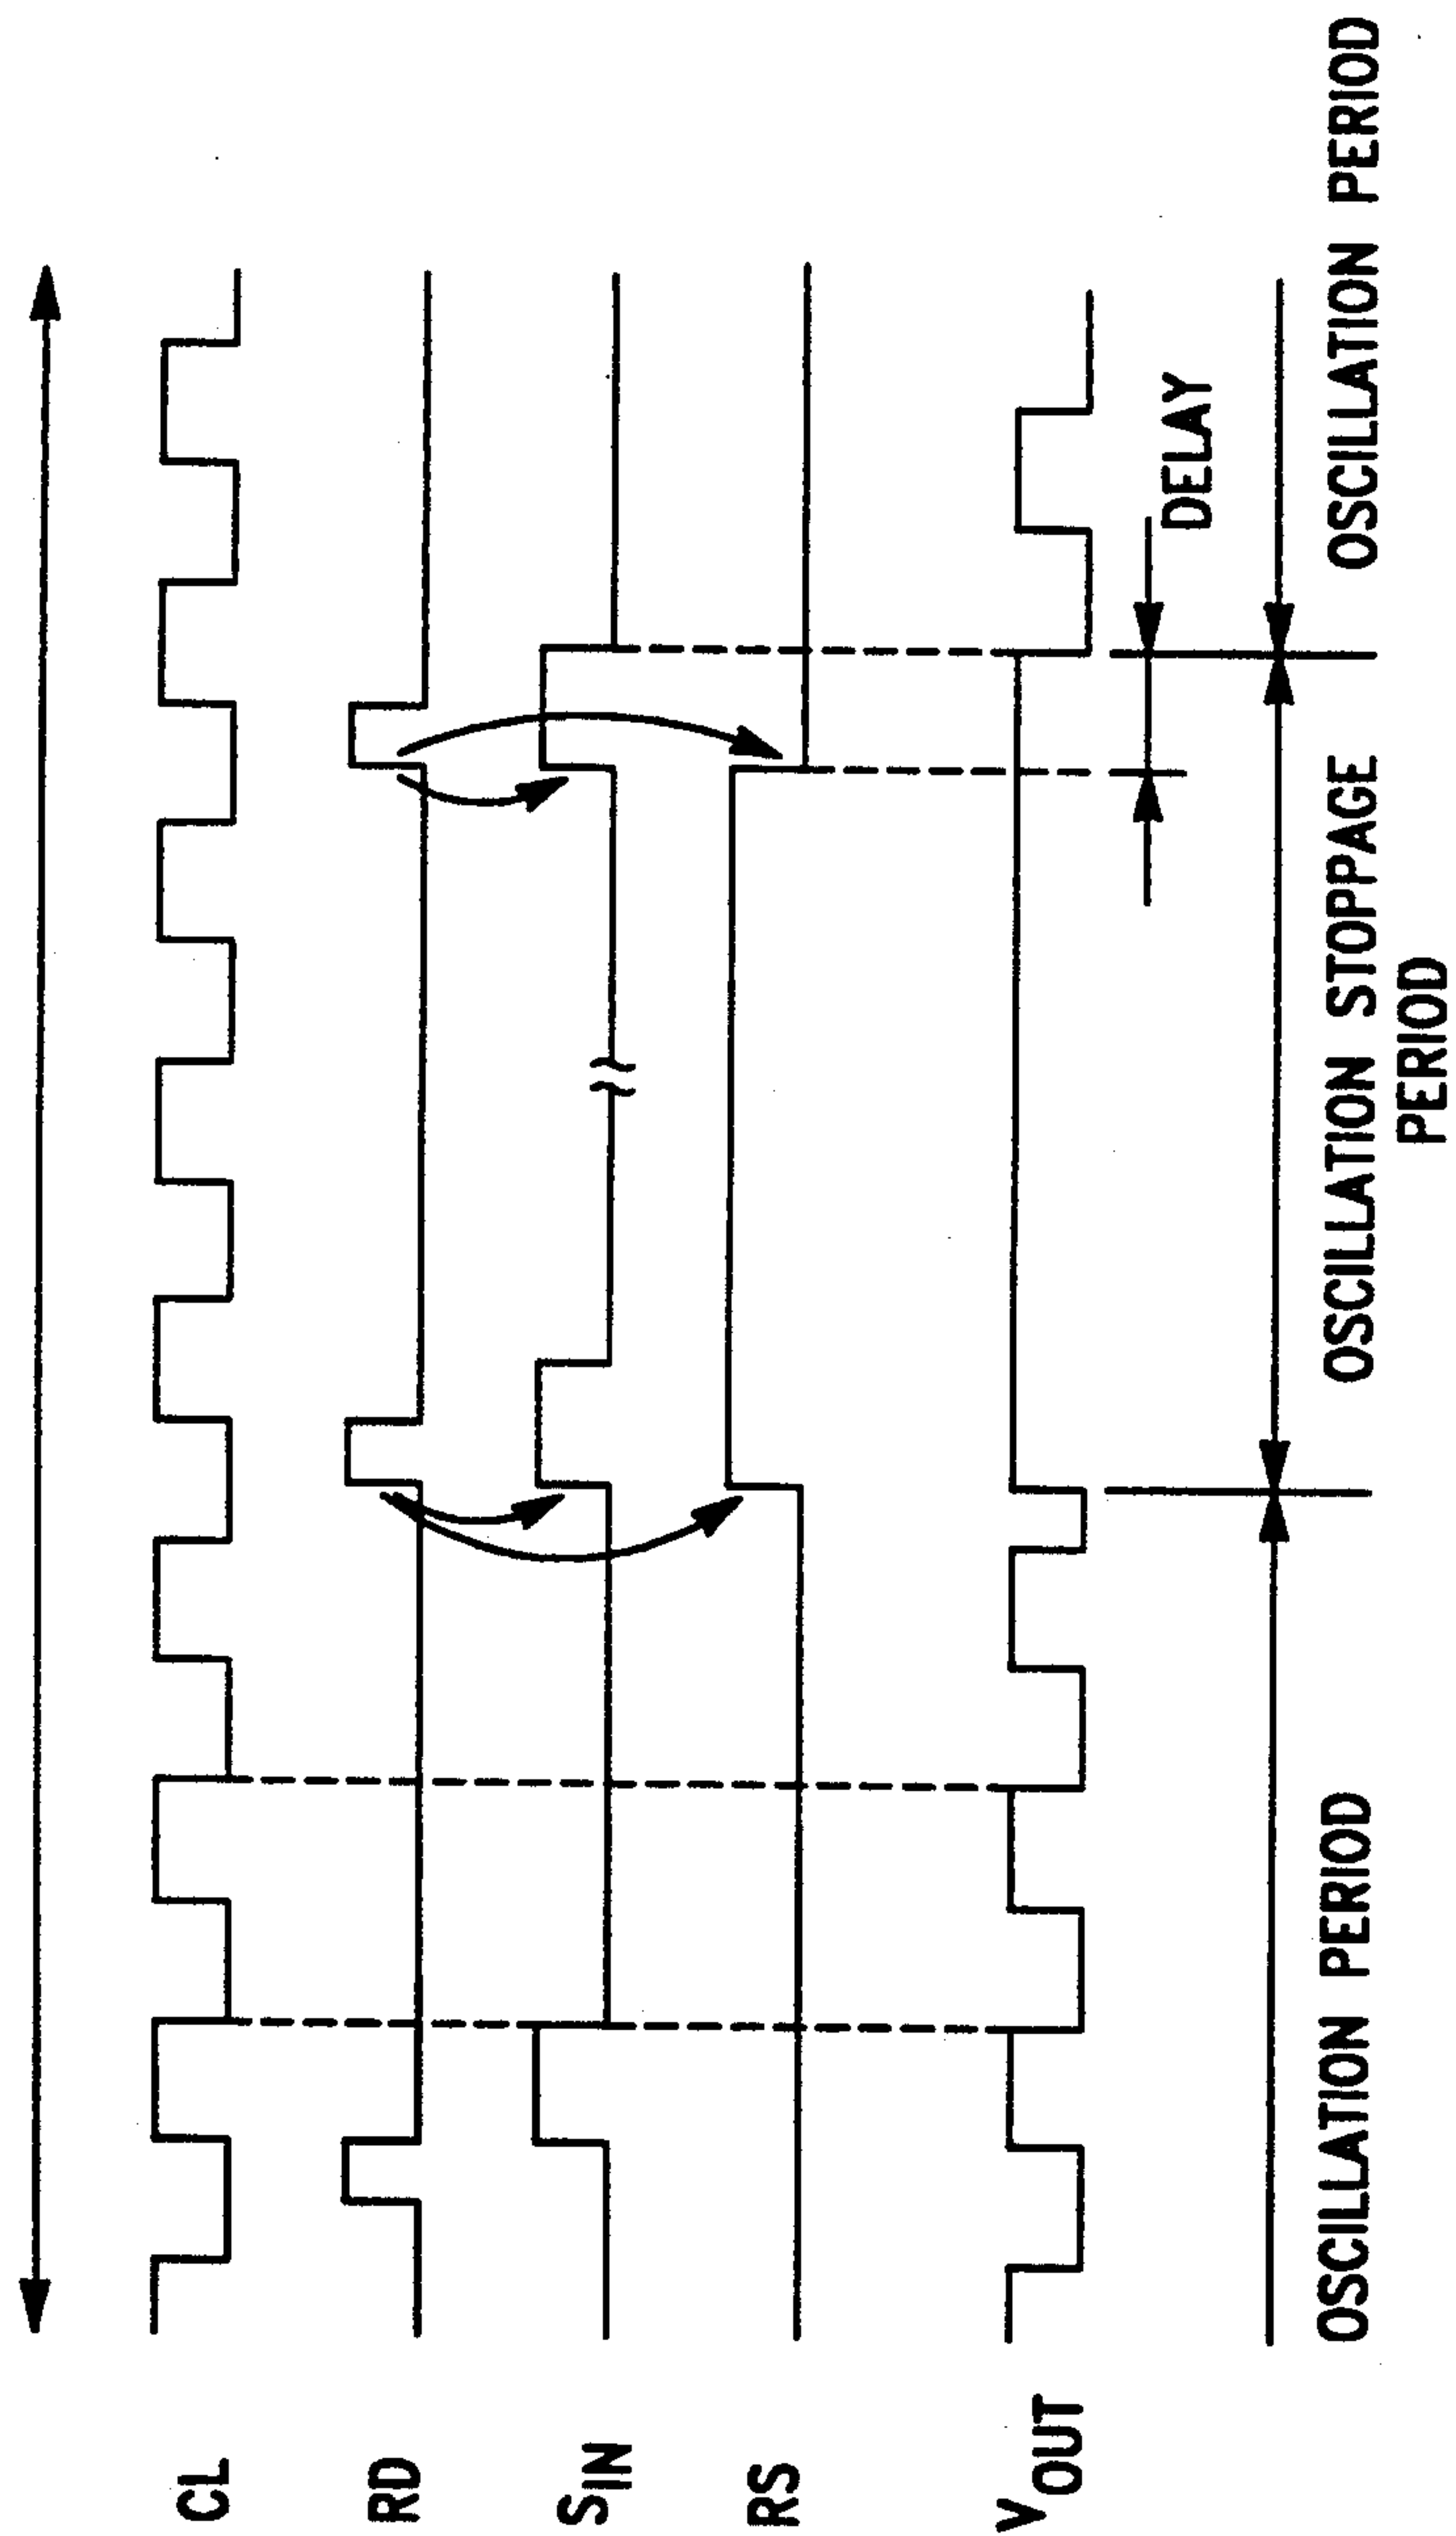 CL
RD
SIN
RS
VOUT
DELAY
OSCILLATION PERIOD
OSCILLATION STOPPAGE
PERIOD
OSCILLATION PERIOD